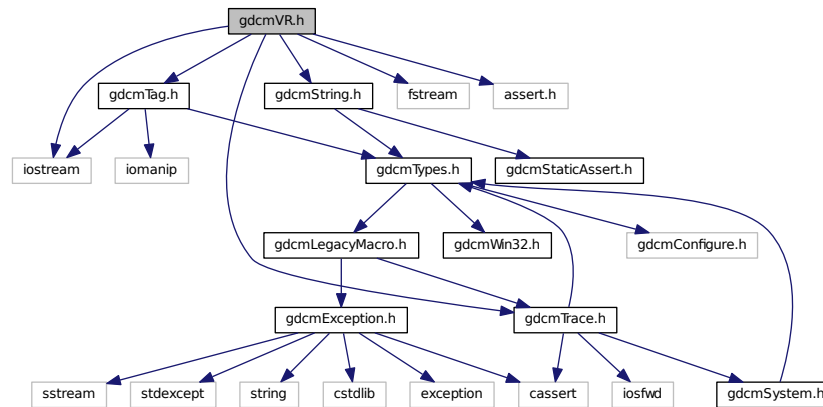 gdcmVR.h
gdcmTag.h
gdcmString.h
fstream
assert.h
iostream
iomanip
gdcmTypes.h
gdcmStaticAssert.h
gdcmLegacyMacro.h
gdcmWin32.h
gdcmConfigure.h
gdcmException.h
gdcmTrace.h
sstream
stdexcept
string
cstdlib
exception
cassert
iosfwd
gdcmSystem.h